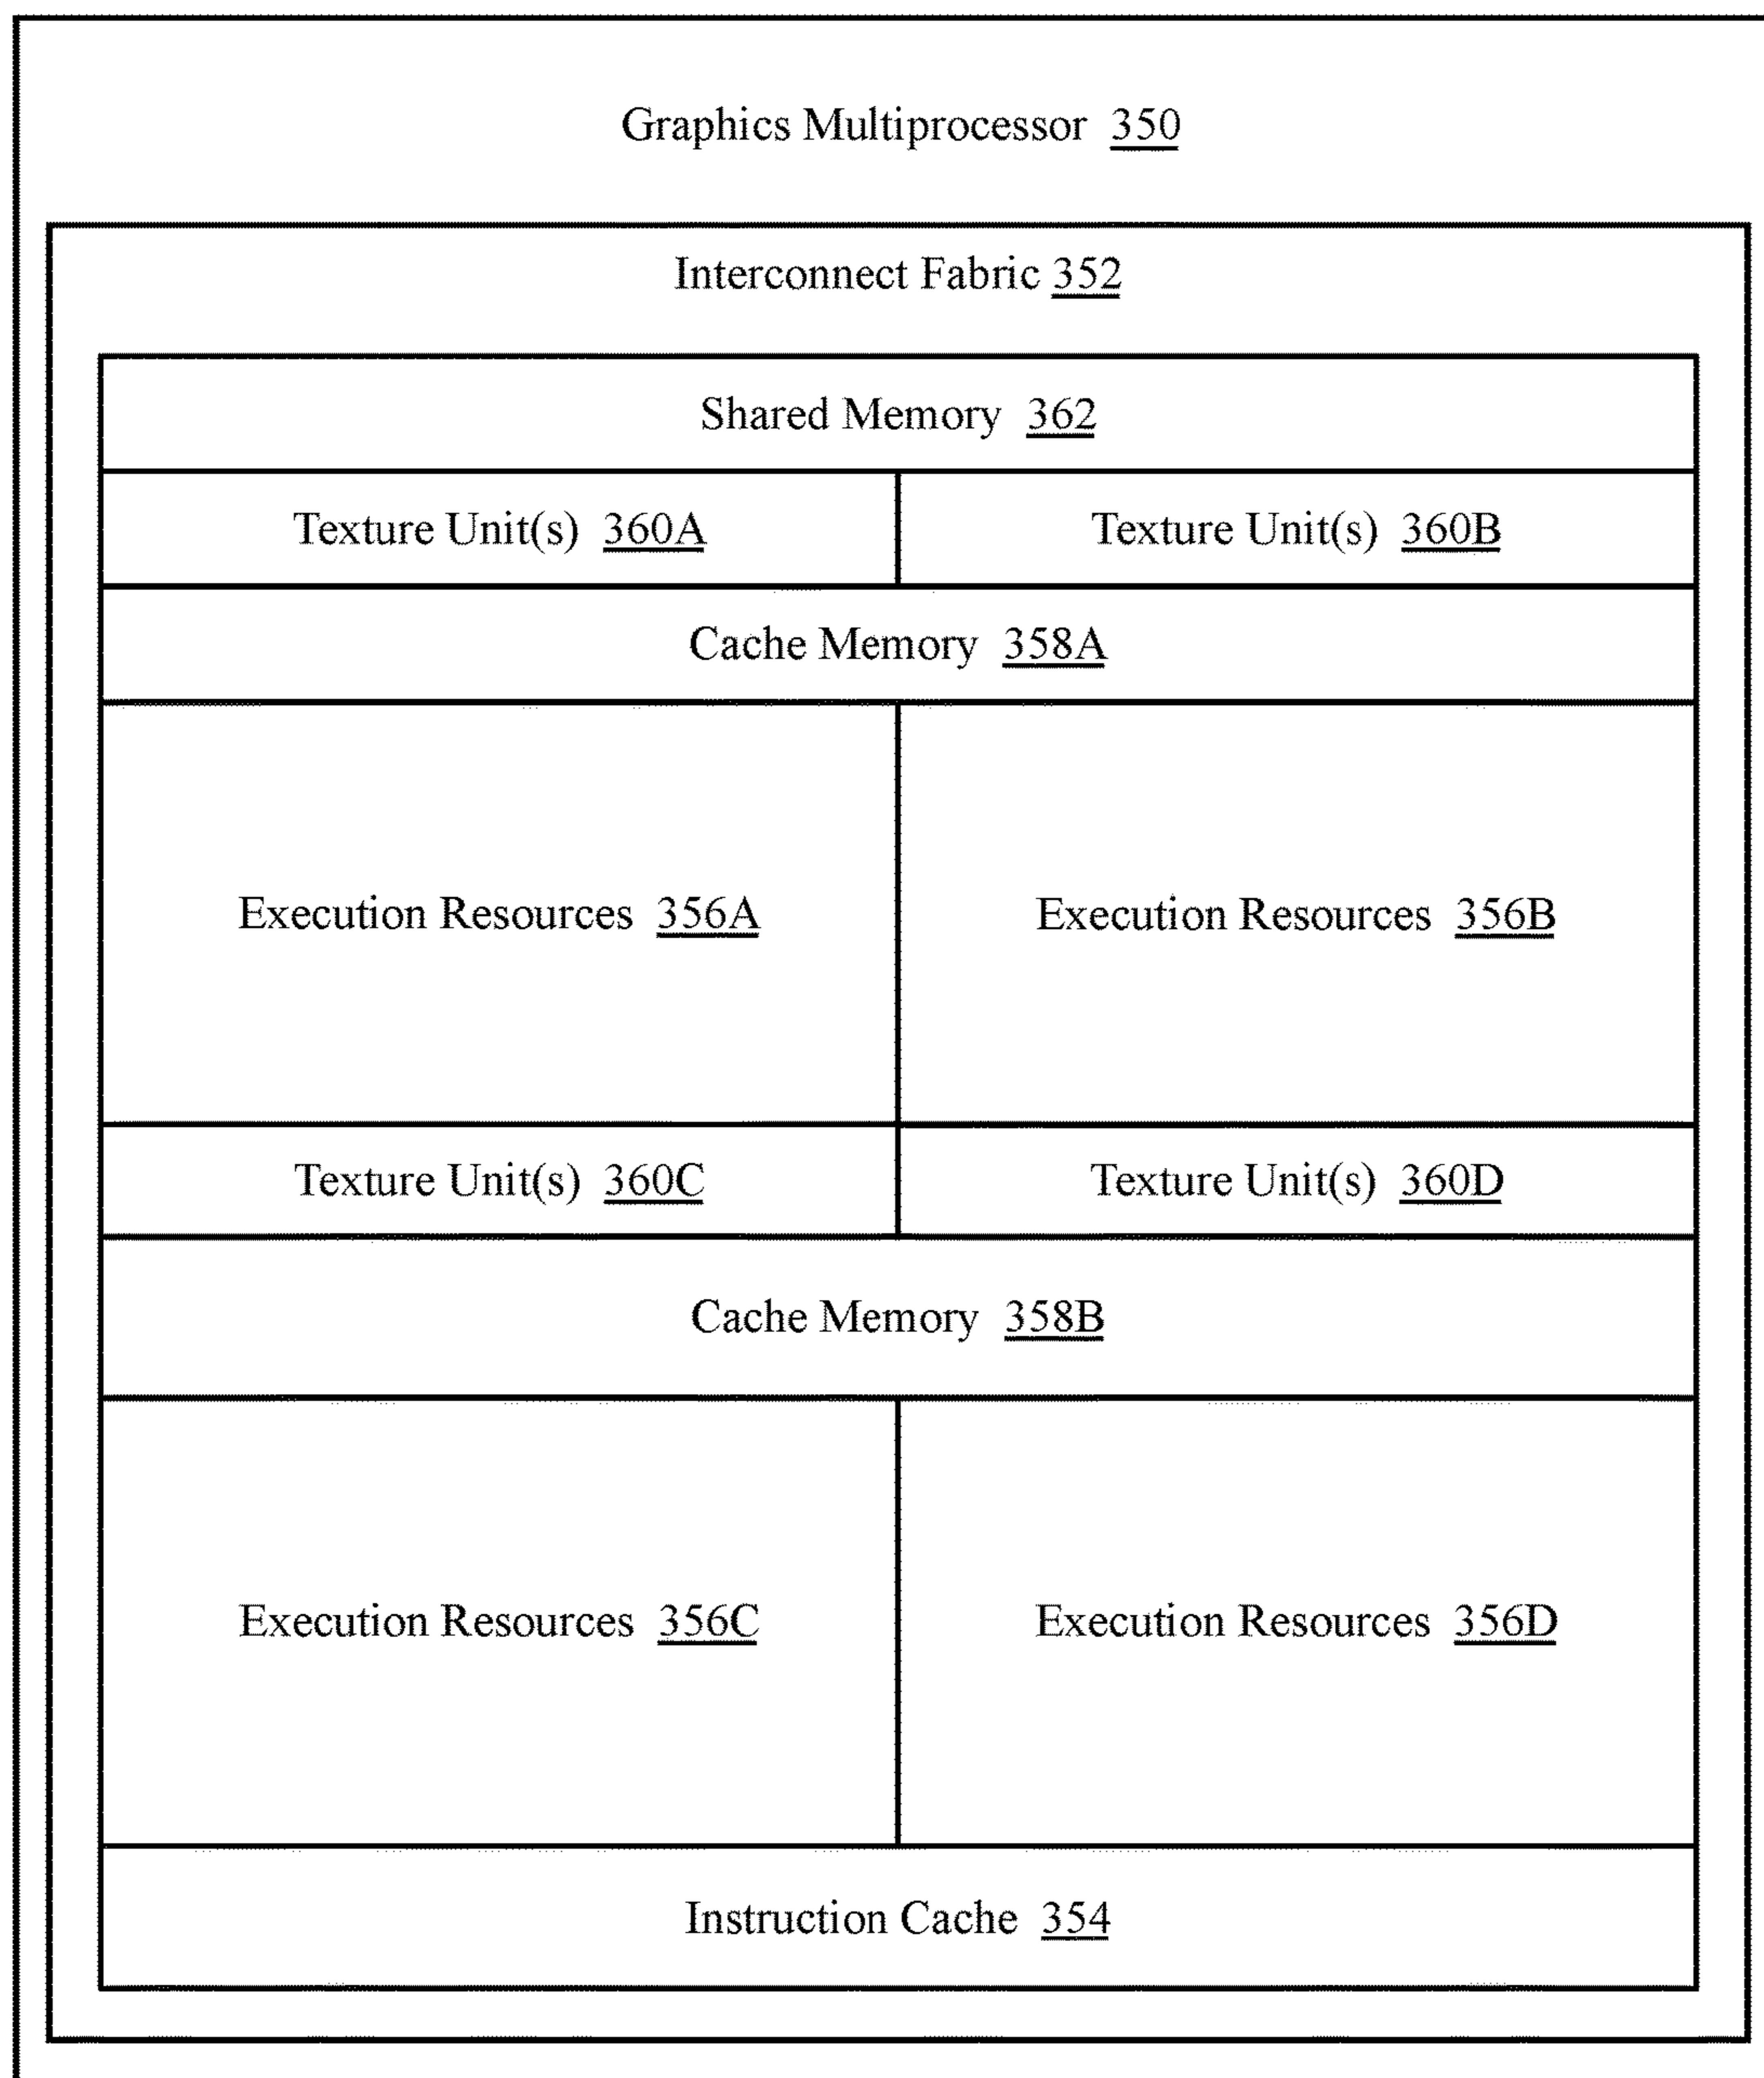 Graphics Multiprocessor 350
Interconnect Fabric 352
Shared Memory 362
Texture Unit(s) 360A
Texture Unit(s) 360B
Cache Memory 358A
Execution Resources 356A
Execution Resources 356B
Texture Unit(s) 360C
Texture Unit(s) 360D
Cache Memory 358B
Execution Resources 356C
Execution Resources 356D
Instruction Cache 354